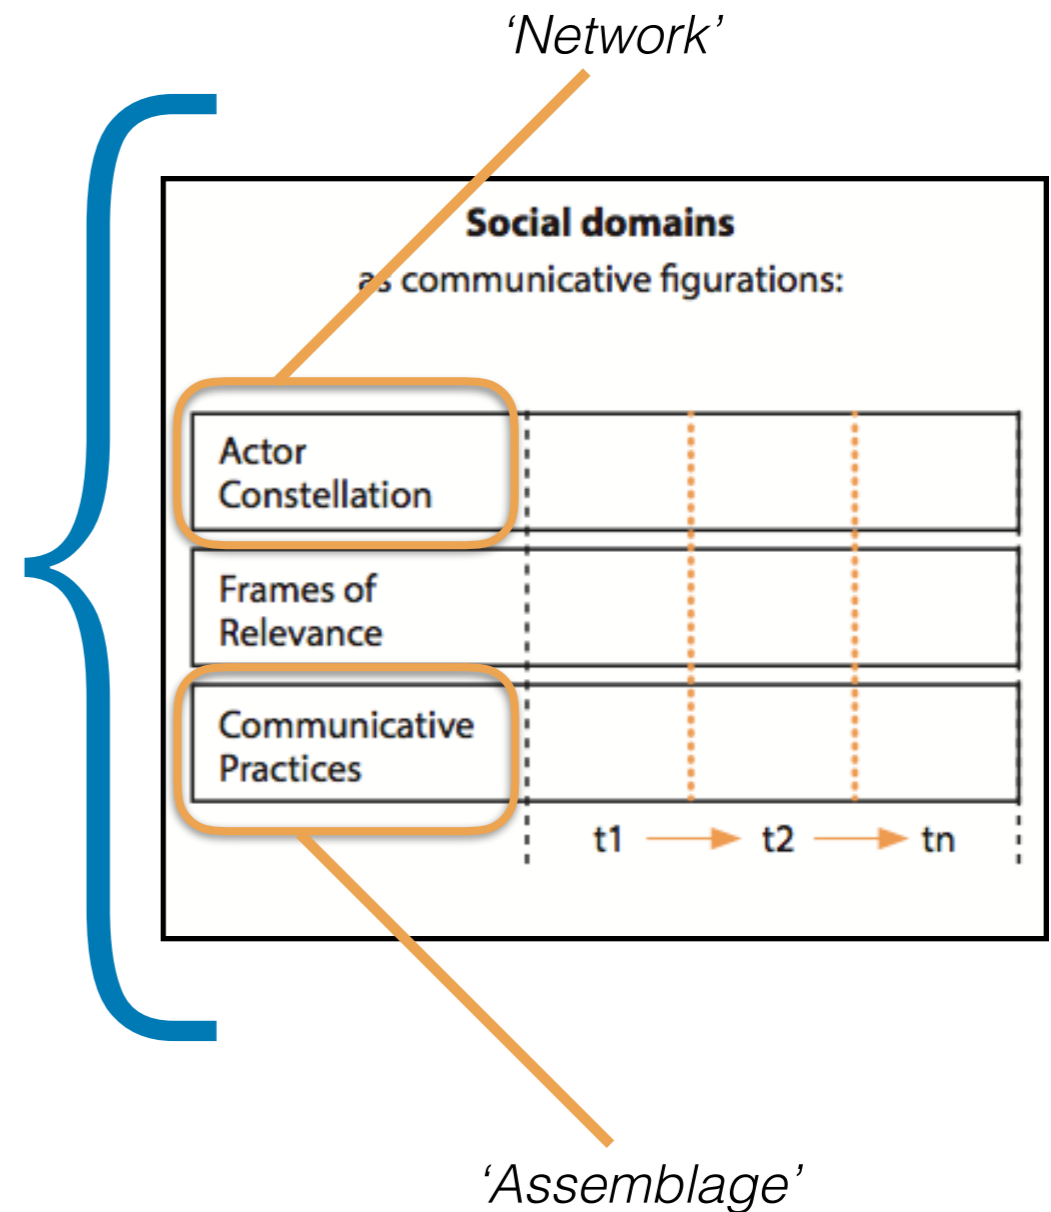 ‘Network’
Social domains
as communicative figurations:
Actor
Constellation
Frames of
Relevance
Communicative
Practices
t1 t2 tn
‘Assemblage’